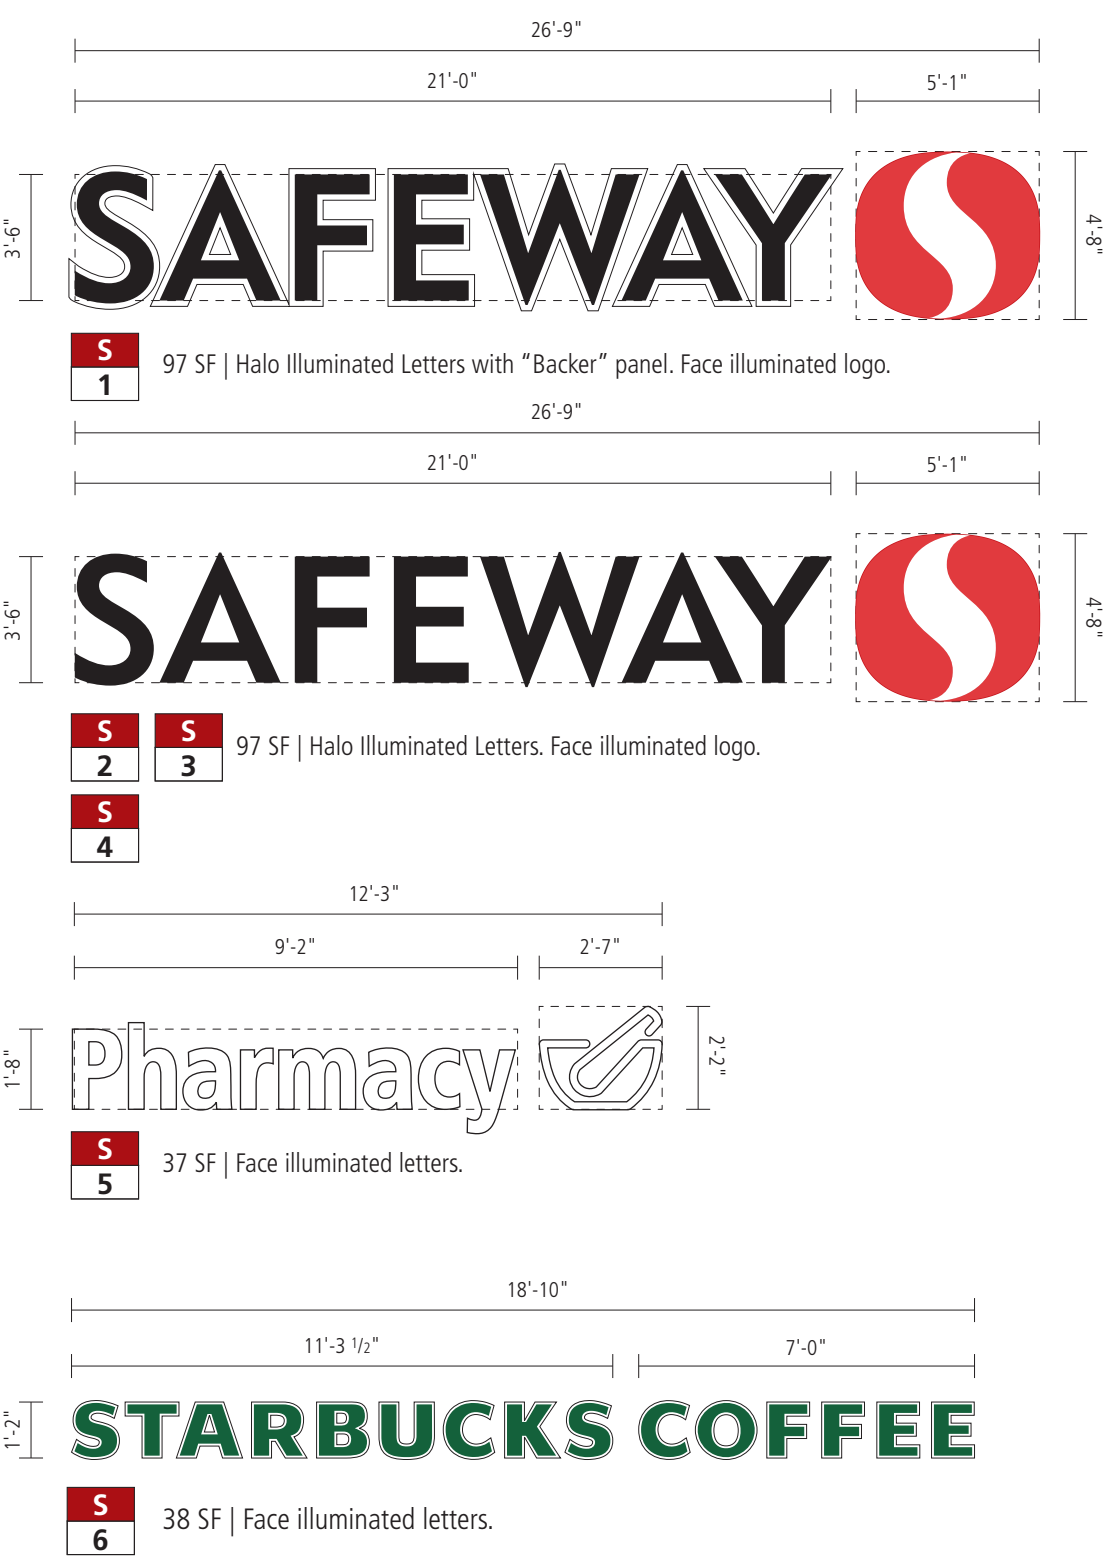 26'-9"
21'-0"
5'-1"
3'-6"
SAFEWAY
4'-8"
S
1
97 SF | Halo Illuminated Letters with “Backer” panel. Face illuminated logo.
26'-9"
21'-0"
5'-1"
3'-6"
SAFEWAY
4'-8"
S
2
S
3
97 SF | Halo Illuminated Letters. Face illuminated logo.
S
4
12'-3"
9'-2"
2'-7"
1'-8"
Pharmacy
2'-2"
S
5
37 SF | Face illuminated letters.
18'-10"
11'-3 1/2"
7'-0"
1'-2"
STARBUCKS COFFEE
S
6
38 SF | Face illuminated letters.